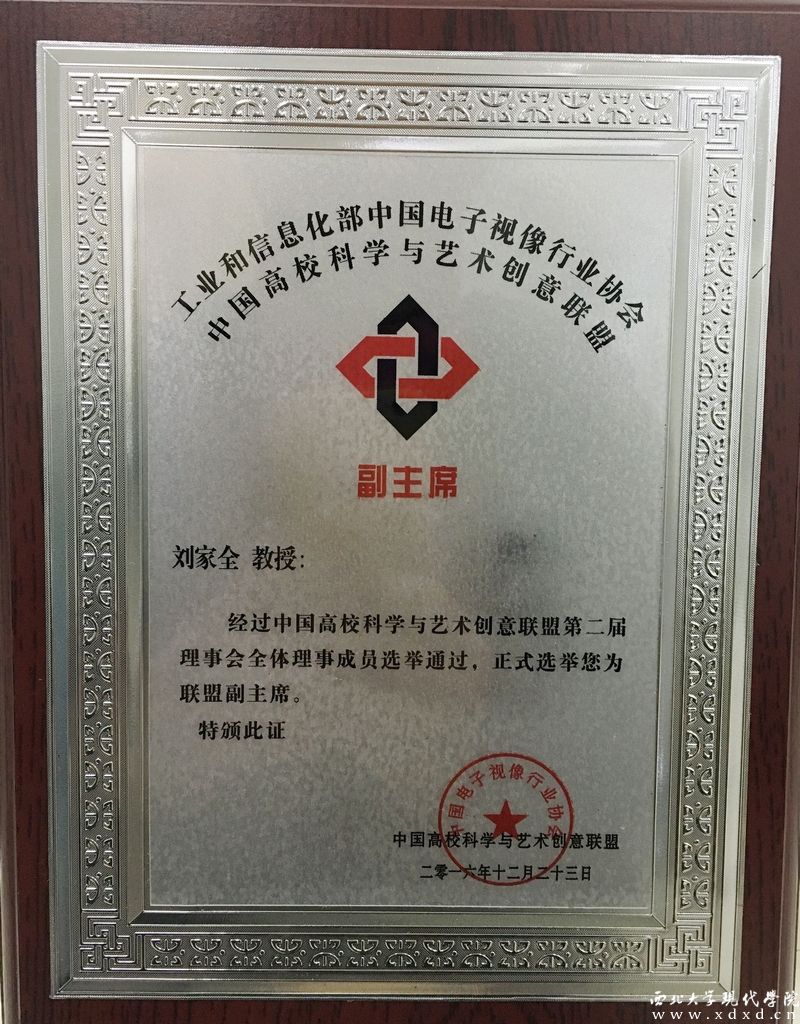 工业和信息化部中国电子视像行业协会
中国高校科学与艺术创意联盟
副主席
刘家全 教授：
经过中国高校科学与艺术创意联盟第二届
理事会全体理事成员选举通过，正式选举您为
联盟副主席。
特颁此证
中国电子视像行业协会
中国高校科学与艺术创意联盟
二零一六年十二月二十三日
西北大学现代学院
www.xdxd.cn